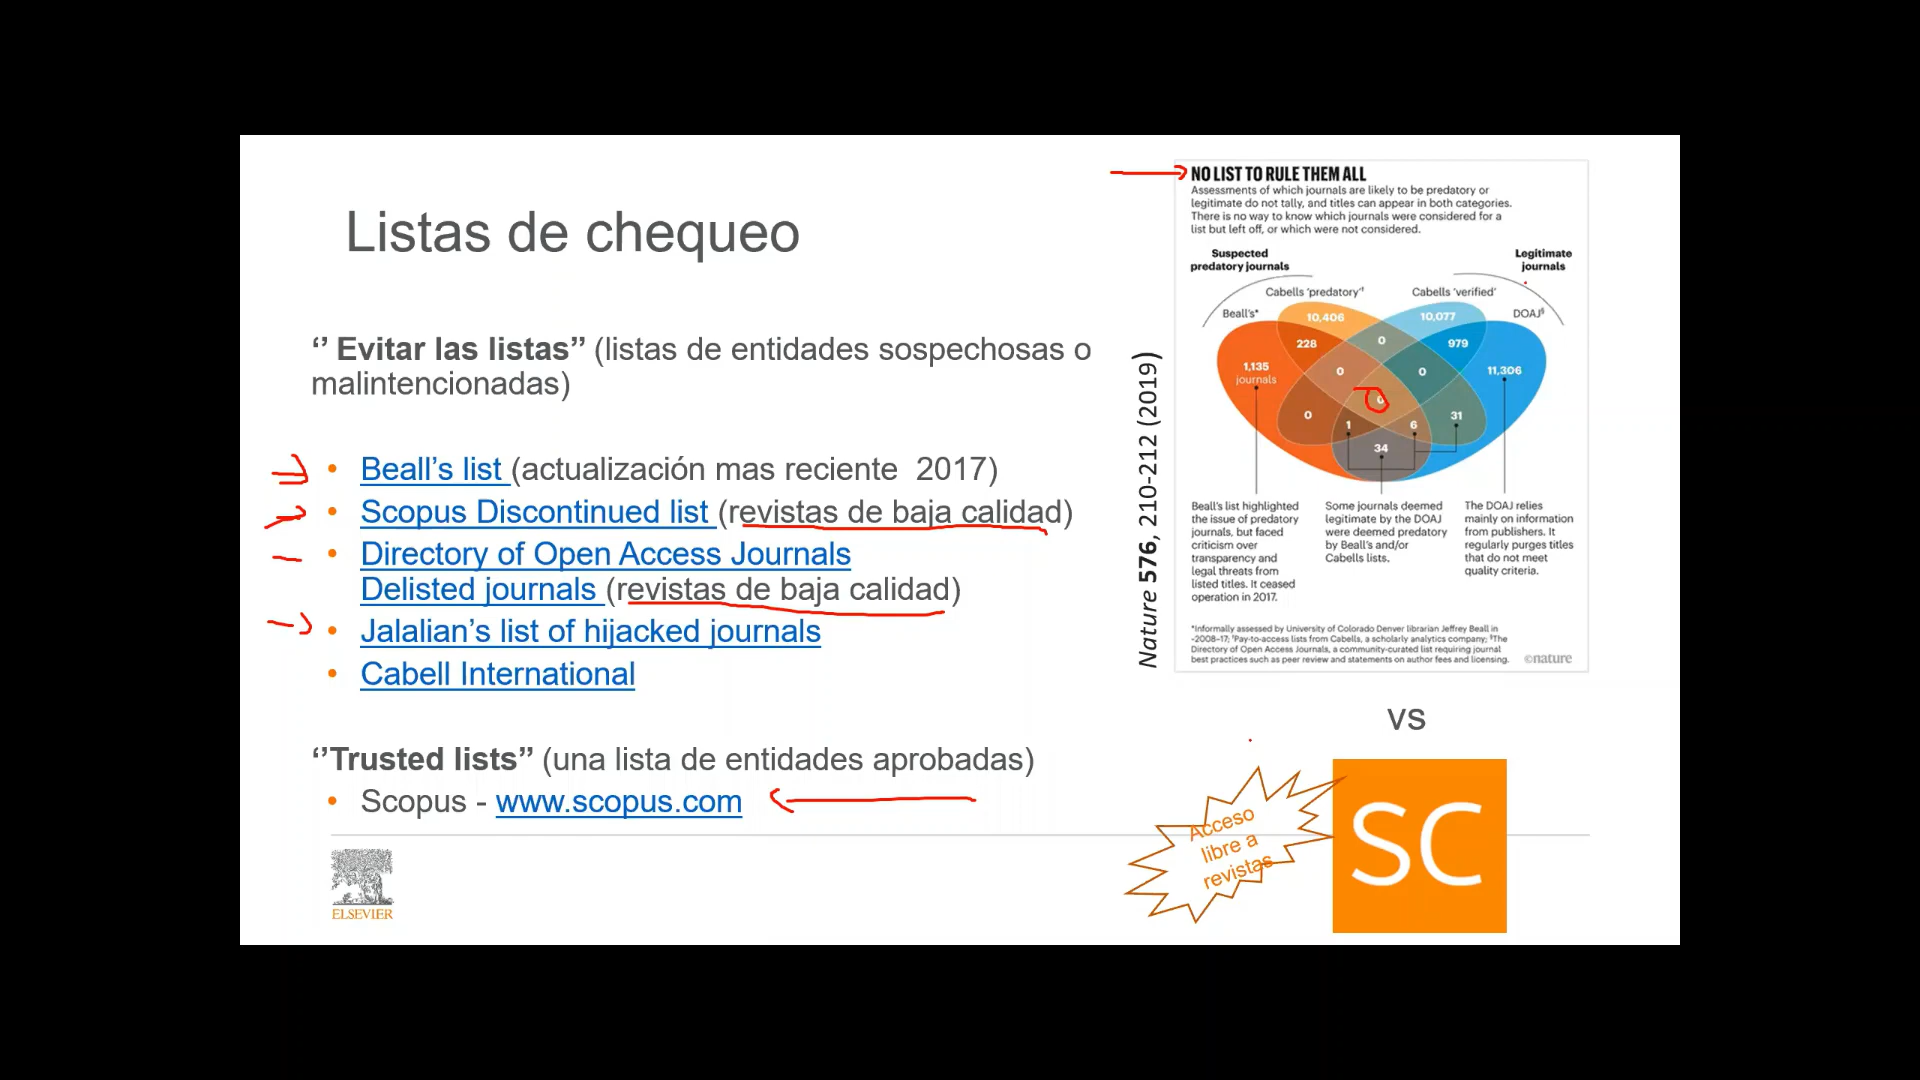 Listas de chequeo
‘’ Evitar las listas’’ (listas de entidades sospechosas o
malintencionadas)
• Beall’s list (actualización mas reciente 2017)
• Scopus Discontinued list (revistas de baja calidad)
• Directory of Open Access Journals
Delisted journals (revistas de baja calidad)
• Jalalian’s list of hijacked journals
• Cabell International
‘’Trusted lists’’ (una lista de entidades aprobadas)
• Scopus - www.scopus.com
ELSEVIER
Nature 576, 210-212 (2019)
NO LIST TO RULE THEM ALL
Assessments of which journals are likely to be predatory or
legitimate do not tally, and titles can appear in both categories.
There is no way to know which journals were considered for a
list but left off, or which were not considered.
Suspected
predatory journals
Legitimate
journals
Cabells ‘predatory’†
Cabells ‘verified’
Beall’s*
DOAJ§
10,406
10,077
228
0
979
1,135
journals
0
0
11,306
0
0
31
1
6
34
Beall’s list highlighted
the issue of predatory
journals, but faced
criticism over
transparency and
legal threats from
listed titles. It ceased
operation in 2017.
Some journals deemed
legitimate by the DOAJ
were deemed predatory
by Beall’s and/or
Cabells lists.
The DOAJ relies
mainly on information
from publishers. It
regularly purges titles
that do not meet
quality criteria.
*Informally assessed by University of Colorado Denver librarian Jeffrey Beall in
~2008–17; †Pay-to-access lists from Cabells, a scholarly analytics company; §The
Directory of Open Access Journals, a community-curated list requiring journal
best practices such as peer review and statements on author fees and licensing.
©nature
vs
Acceso
libre a
revistas
SC